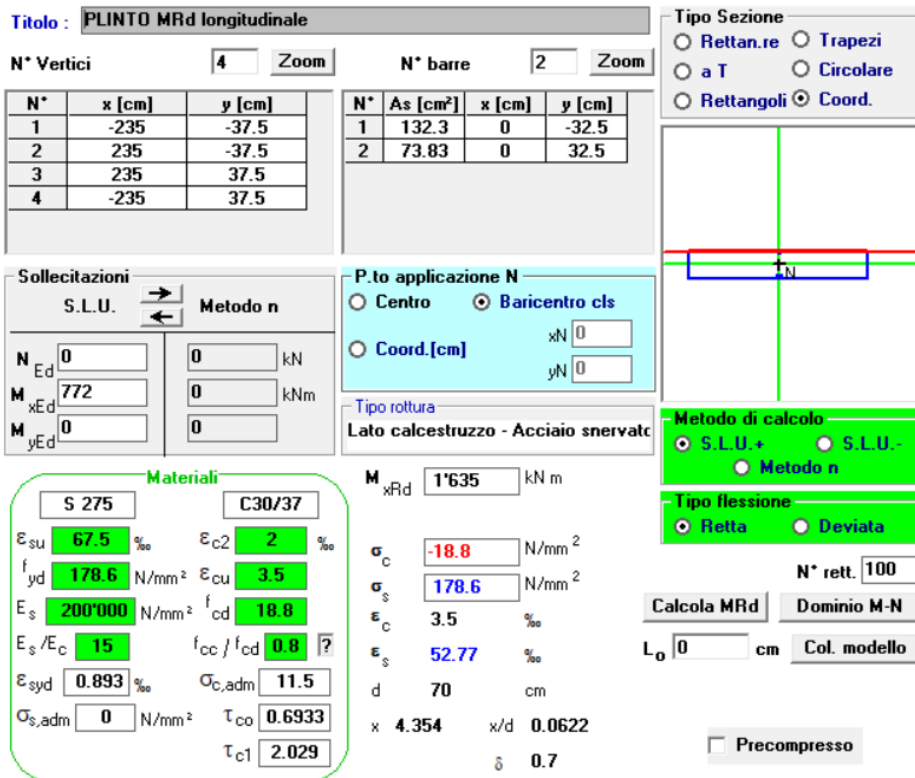 Titolo : PLINTO MRd longitudinale
N° Vertici 4 Zoom N° barre 2 Zoom
N° x [cm] y [cm]
1 -235 -37.5
2 235 -37.5
3 235 37.5
4 -235 37.5
N° As [cm²] x [cm] y [cm]
1 132.3 0 -32.5
2 73.83 0 32.5
Tipo Sezione
Rettan.re Trapezi
a T Circolare
Rettangoli Coord.
N
Sollecitazioni
S.L.U. Metodo n
N Ed 0 0 kN
M xEd 772 0 kNm
M yEd 0 0
P.to applicazione N
Centro Baricentro cls
Coord.[cm] xN 0
yN 0
Tipo rottura
Lato calcestruzzo - Acciaio snervato
Metodo di calcolo
S.L.U.+ S.L.U.-
Metodo n
Tipo flessione
Retta Deviata
Materiali
S 275 C30/37
εsu 67.5 ‰ εc2 2 ‰
fyd 178.6 N/mm² εcu 3.5
Es 200'000 N/mm² fcd 18.8
Es/Ec 15 fcc / fcd 0.8 ?
εsyd 0.893 ‰ σc,adm 11.5
σs,adm 0 N/mm² τco 0.6933
τc1 2.029
M xRd 1'635 kN m
σc -18.8 N/mm²
σs 178.6 N/mm²
εc 3.5 ‰
εs 52.77 ‰
d 70 cm
x 4.354 x/d 0.0622
δ 0.7
N° rett. 100
Calcola MRd Dominio M-N
Lo 0 cm Col. modello
Precompresso